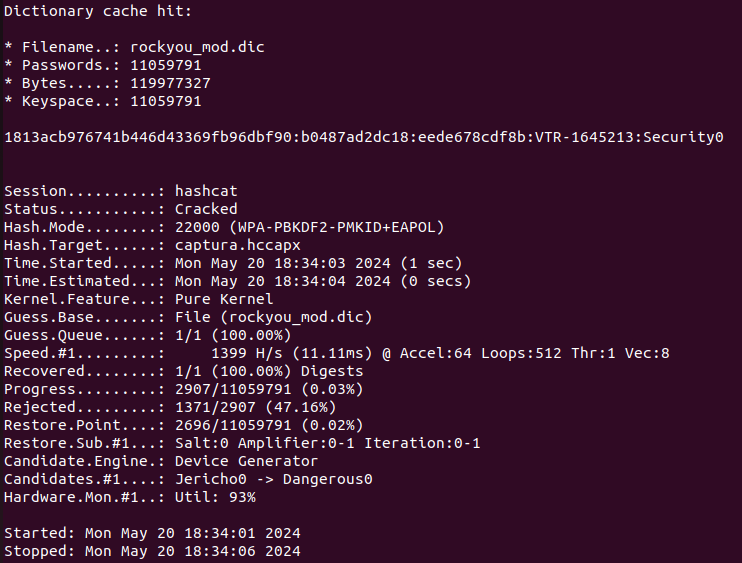 Dictionary cache hit:
* Filename..: rockyou_mod.dic
* Passwords.: 11059791
* Bytes.....: 119977327
* Keyspace..: 11059791
1813acb976741b446d43369fb96dbf90:b0487ad2dc18:eede678cdf8b:VTR-1645213:Security0
Session..........: hashcat
Status...........: Cracked
Hash.Mode........: 22000 (WPA-PBKDF2-PMKID+EAPOL)
Hash.Target......: captura.hccapx
Time.Started.....: Mon May 20 18:34:03 2024 (1 sec)
Time.Estimated...: Mon May 20 18:34:04 2024 (0 secs)
Kernel.Feature...: Pure Kernel
Guess.Base.......: File (rockyou_mod.dic)
Guess.Queue......: 1/1 (100.00%)
Speed.#1.........:     1399 H/s (11.11ms) @ Accel:64 Loops:512 Thr:1 Vec:8
Recovered........: 1/1 (100.00%) Digests
Progress.........: 2907/11059791 (0.03%)
Rejected.........: 1371/2907 (47.16%)
Restore.Point....: 2696/11059791 (0.02%)
Restore.Sub.#1...: Salt:0 Amplifier:0-1 Iteration:0-1
Candidate.Engine.: Device Generator
Candidates.#1....: Jericho0 -> Dangerous0
Hardware.Mon.#1..: Util: 93%
Started: Mon May 20 18:34:01 2024
Stopped: Mon May 20 18:34:06 2024